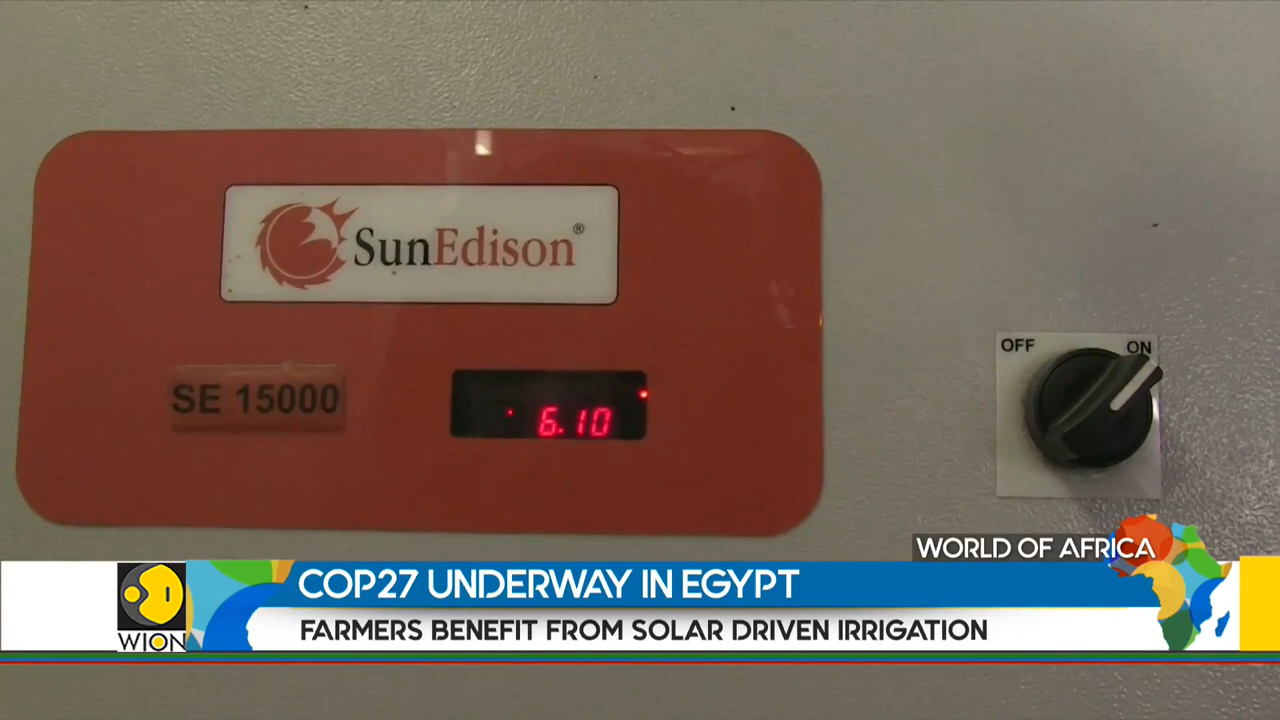 SunEdison®
SE 15000
6.10
OFF
ON
WORLD OF AFRICA
COP27 UNDERWAY IN EGYPT
FARMERS BENEFIT FROM SOLAR DRIVEN IRRIGATION
WION